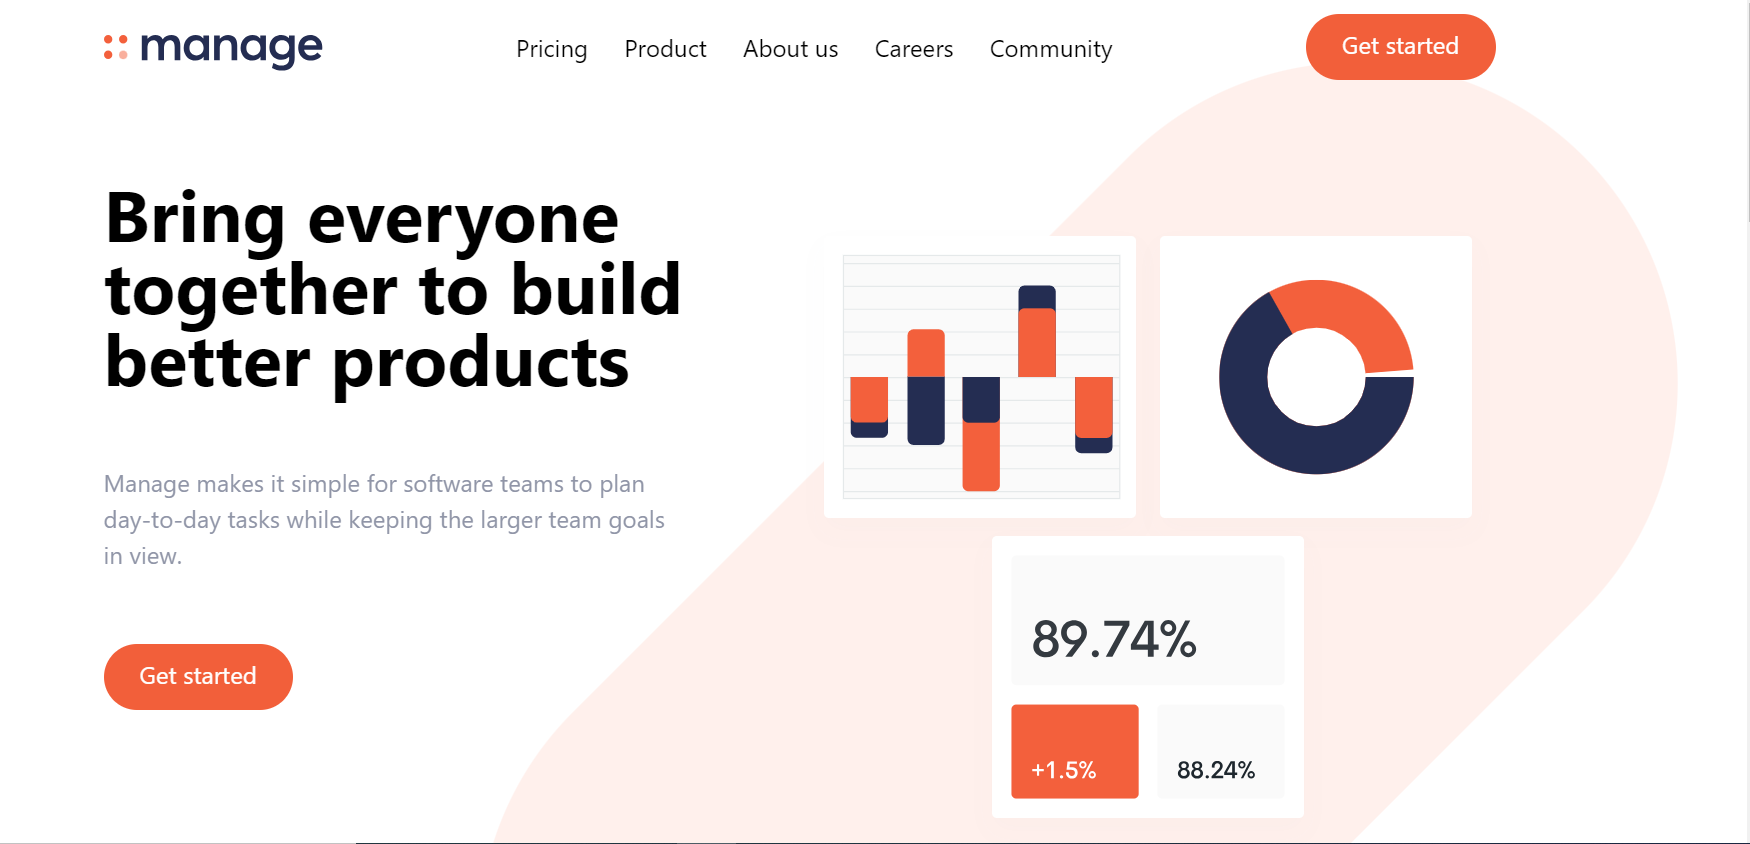 manage
Pricing Product About us Careers Community
Get started
Bring everyone
together to build
better products
Manage makes it simple for software teams to plan
day-to-day tasks while keeping the larger team goals
in view.
Get started
89.74%
+1.5% 88.24%